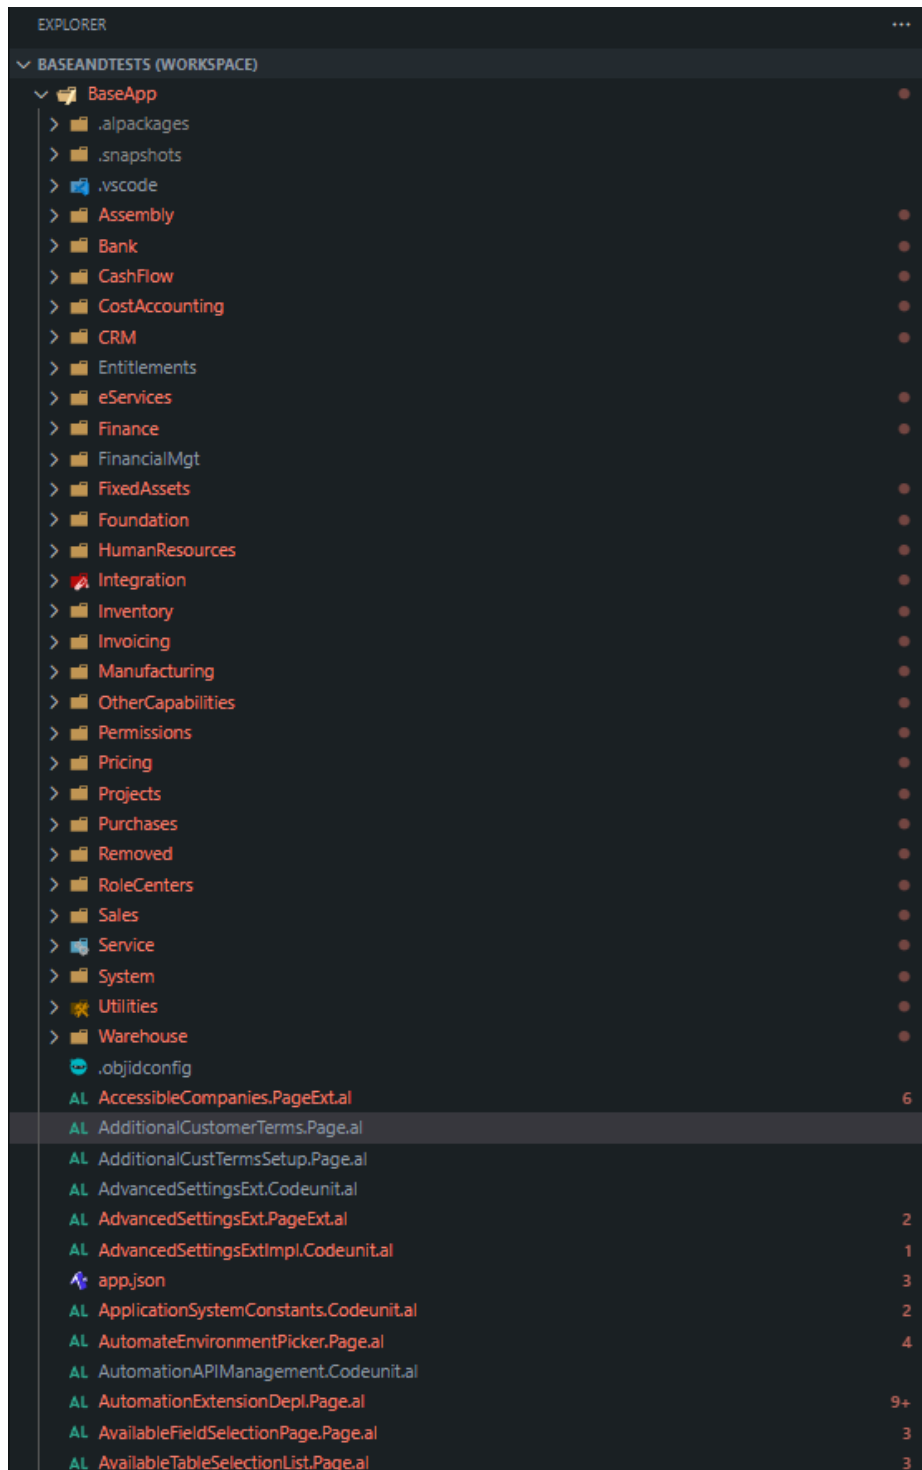 EXPLORER ...
BASEANDTESTS (WORKSPACE)
BaseApp
.alpackages
.snapshots
.vscode
Assembly
Bank
CashFlow
CostAccounting
CRM
Entitlements
eServices
Finance
FinancialMgt
FixedAssets
Foundation
HumanResources
Integration
Inventory
Invoicing
Manufacturing
OtherCapabilities
Permissions
Pricing
Projects
Purchases
Removed
RoleCenters
Sales
Service
System
Utilities
Warehouse
.objidconfig
AL AccessibleCompanies.PageExt.al 6
AL AdditionalCustomerTerms.Page.al
AL AdditionalCustTermsSetup.Page.al
AL AdvancedSettingsExt.Codeunit.al
AL AdvancedSettingsExt.PageExt.al 2
AL AdvancedSettingsExtImpl.Codeunit.al 1
app.json 3
AL ApplicationSystemConstants.Codeunit.al 2
AL AutomateEnvironmentPicker.Page.al 4
AL AutomationAPIManagement.Codeunit.al
AL AutomationExtensionDepl.Page.al 9+
AL AvailableFieldSelectionPage.Page.al 3
AL AvailableTableSelectionList.Page.al 3